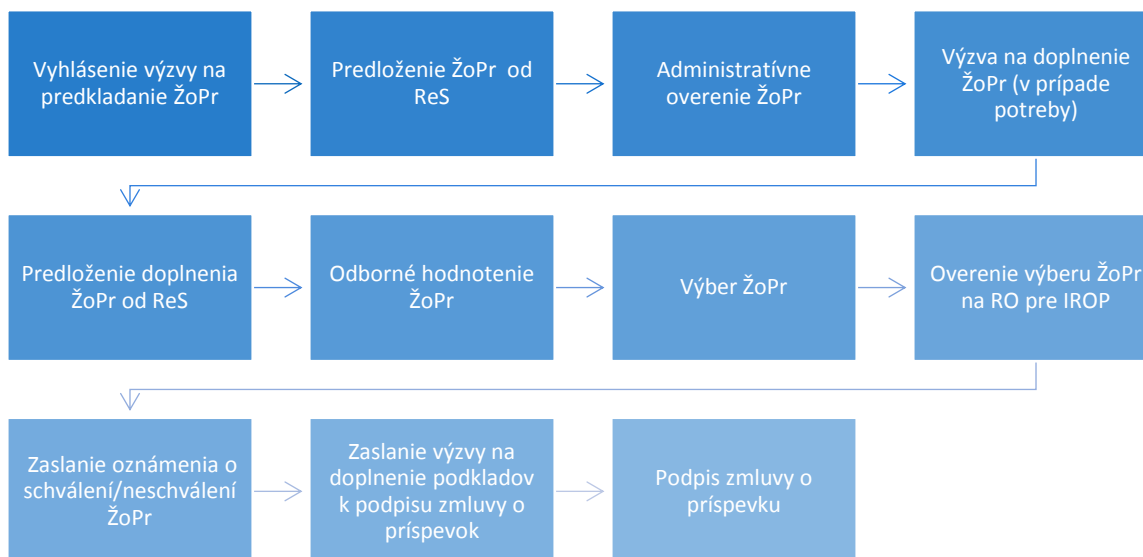 Vyhlásenie výzvy na
predkladanie ŽoPr
Predloženie ŽoPr  od
ReS
Administratívne
overenie ŽoPr
Výzva na doplnenie
ŽoPr (v prípade
potreby)
Predloženie doplnenia
ŽoPr od ReS
Odborné hodnotenie
ŽoPr
Výber ŽoPr
Overenie výberu ŽoPr
na RO pre IROP
Zaslanie oznámenia o
schválení/neschválení
ŽoPr
Zaslanie výzvy na
doplnenie podkladov
k podpisu zmluvy o
príspevok
Podpis zmluvy o
príspevku